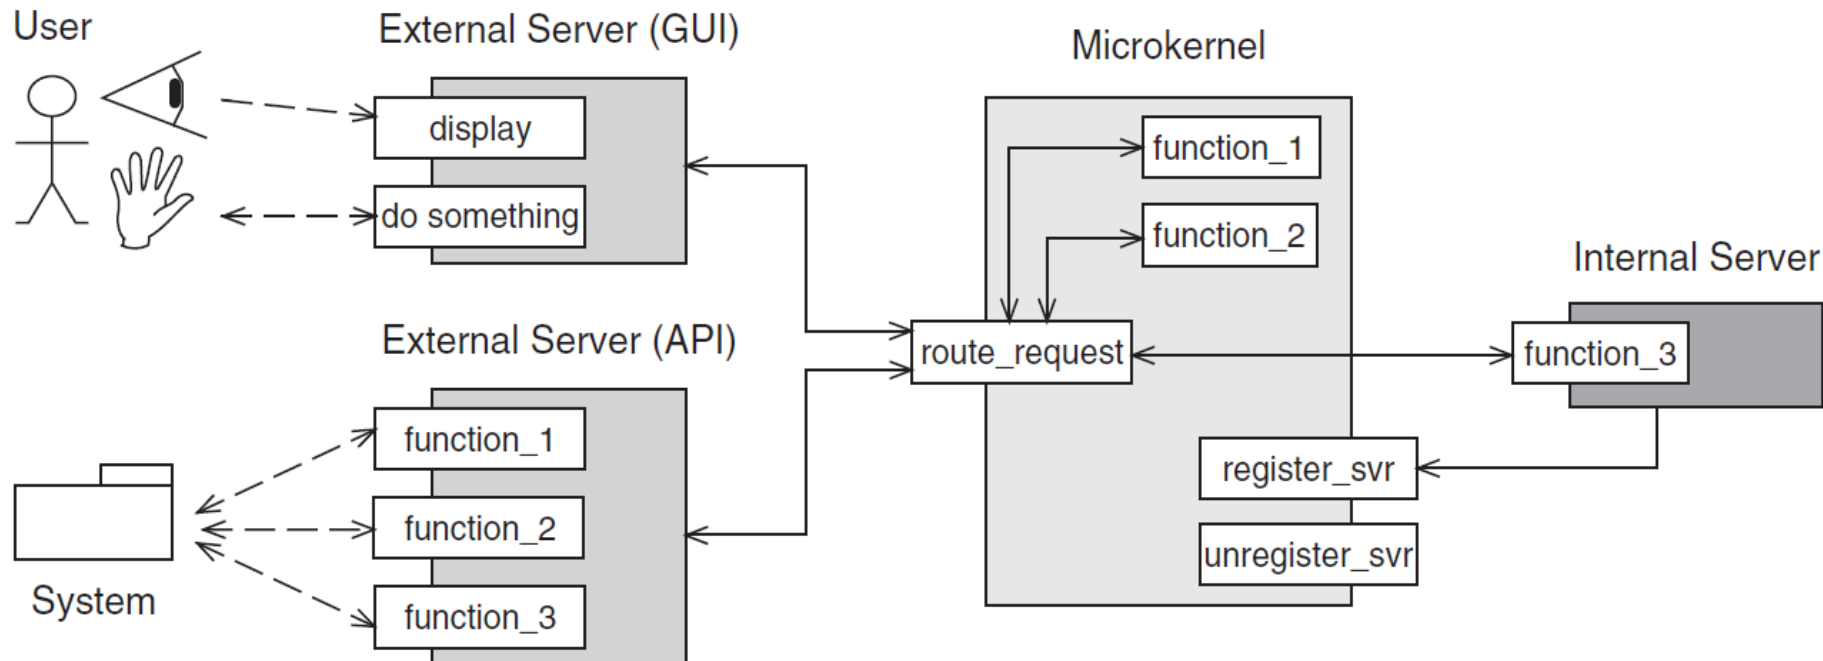 User
External Server (GUI)
display
do something
External Server (API)
function_1
function_2
function_3
System
Microkernel
function_1
function_2
route_request
register_svr
unregister_svr
Internal Server
function_3